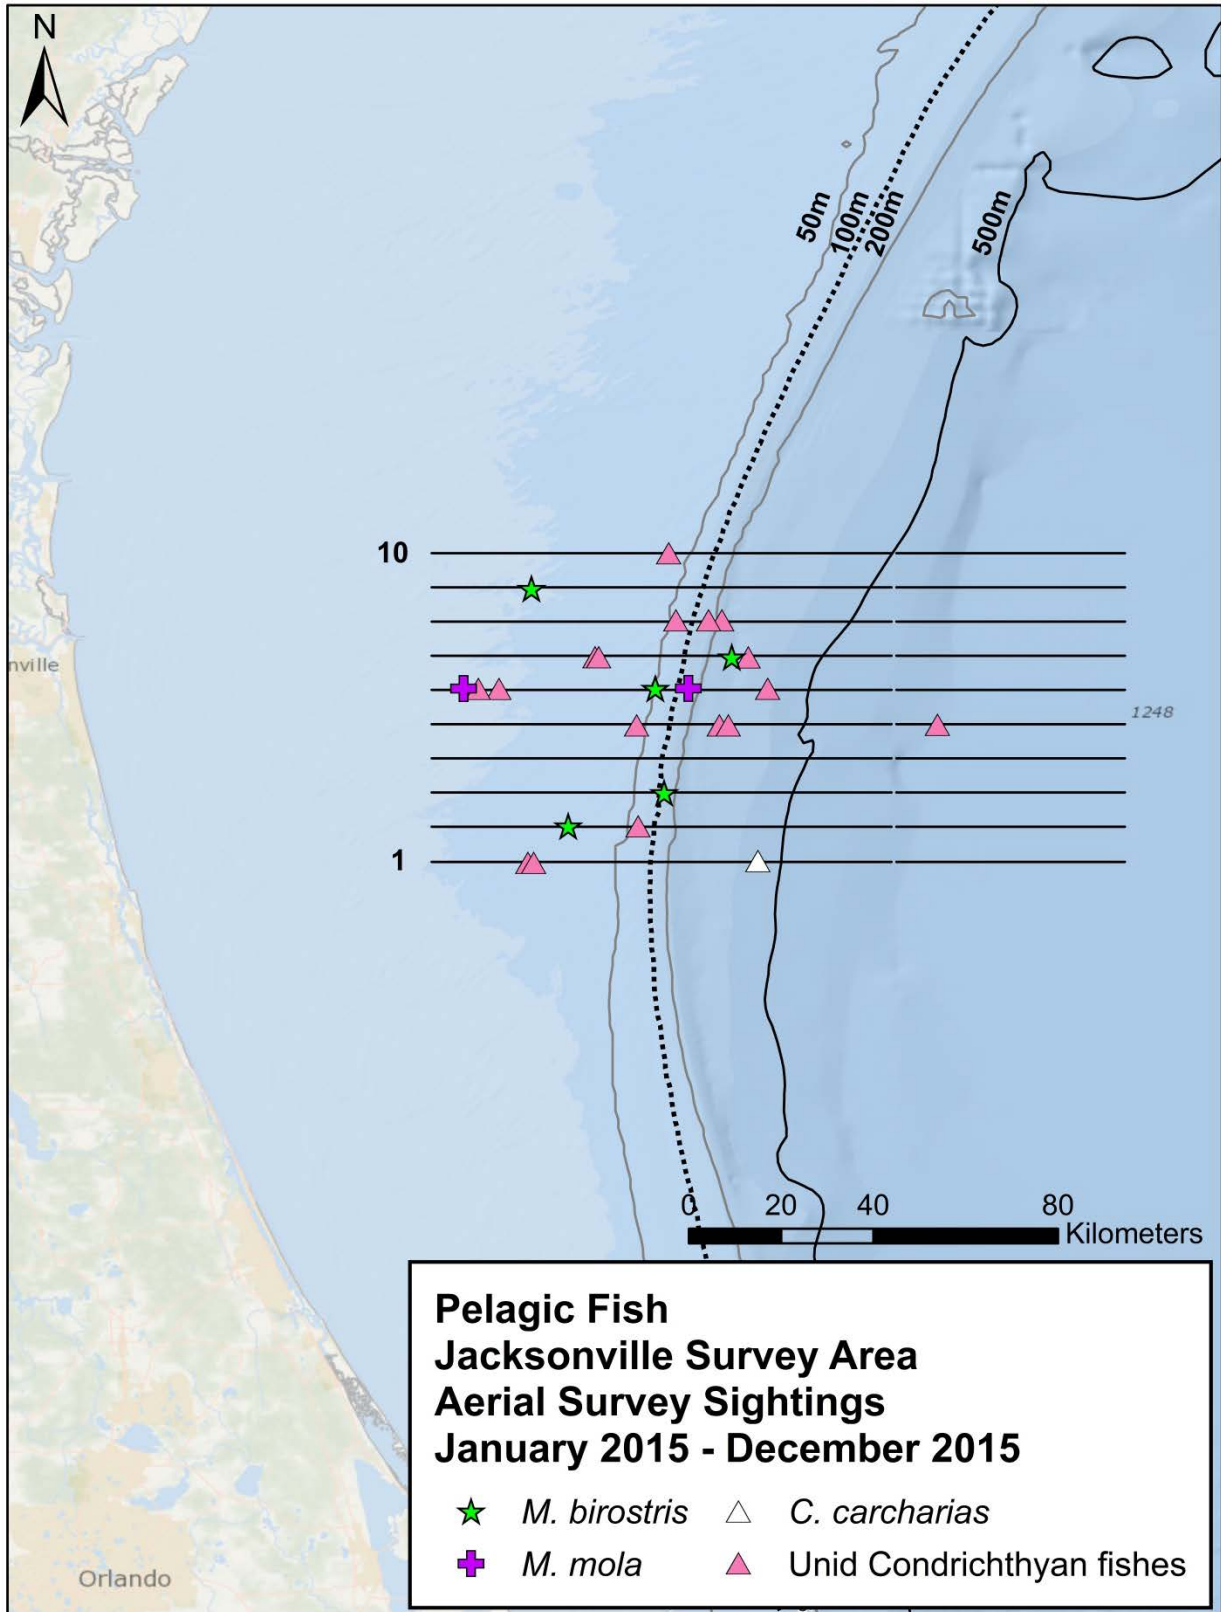 N
50m
100m
200m
500m
10
nville
1248
1
0 20 40 80
Kilometers
Pelagic Fish
Jacksonville Survey Area
Aerial Survey Sightings
January 2015 - December 2015
M. birostris C. carcharias
M. mola Unid Condrichthyan fishes
Orlando